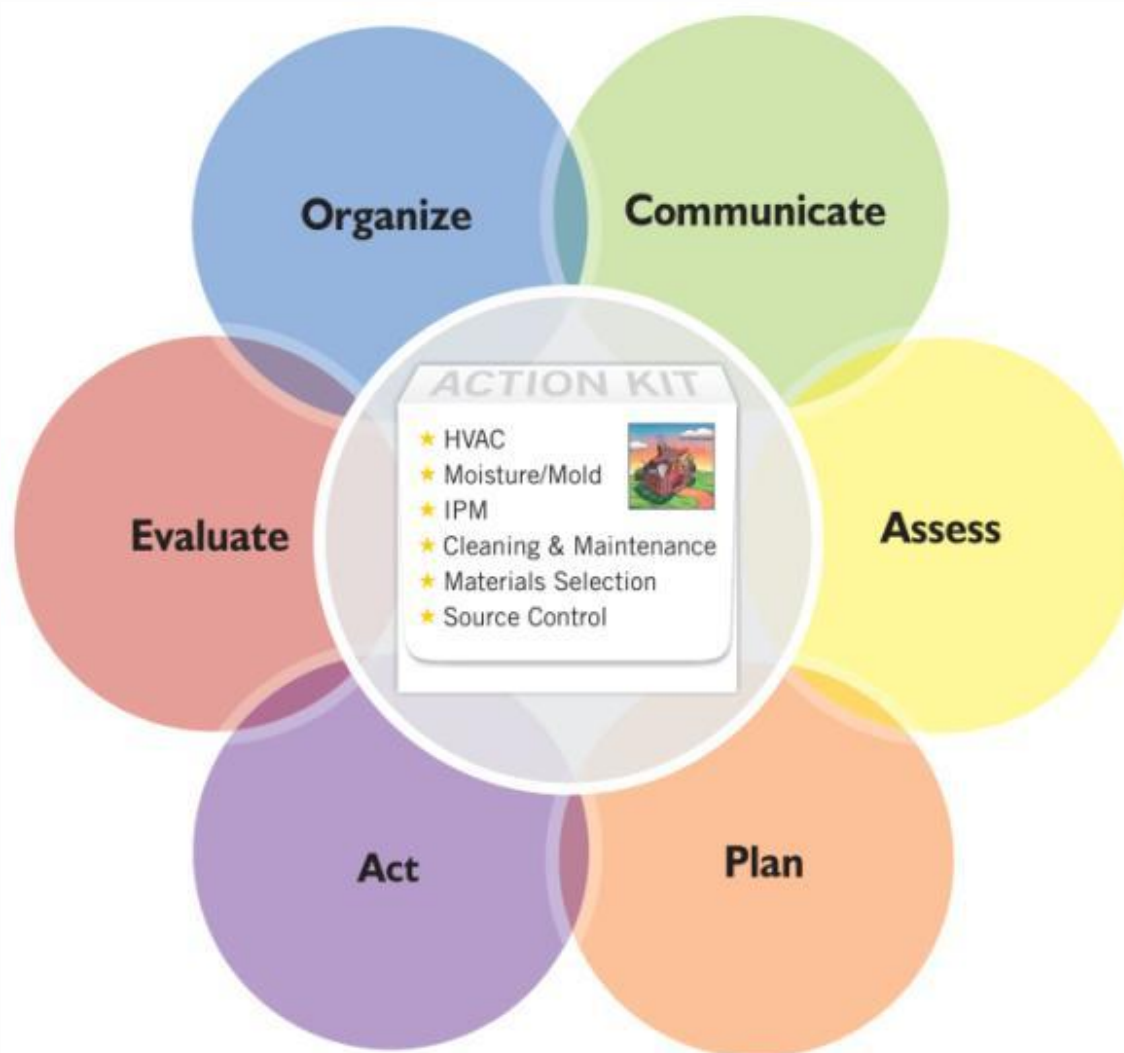 Organize
Communicate
ACTION KIT
HVAC
Moisture/Mold
IPM
Cleaning & Maintenance
Materials Selection
Source Control
Evaluate
Assess
Act
Plan